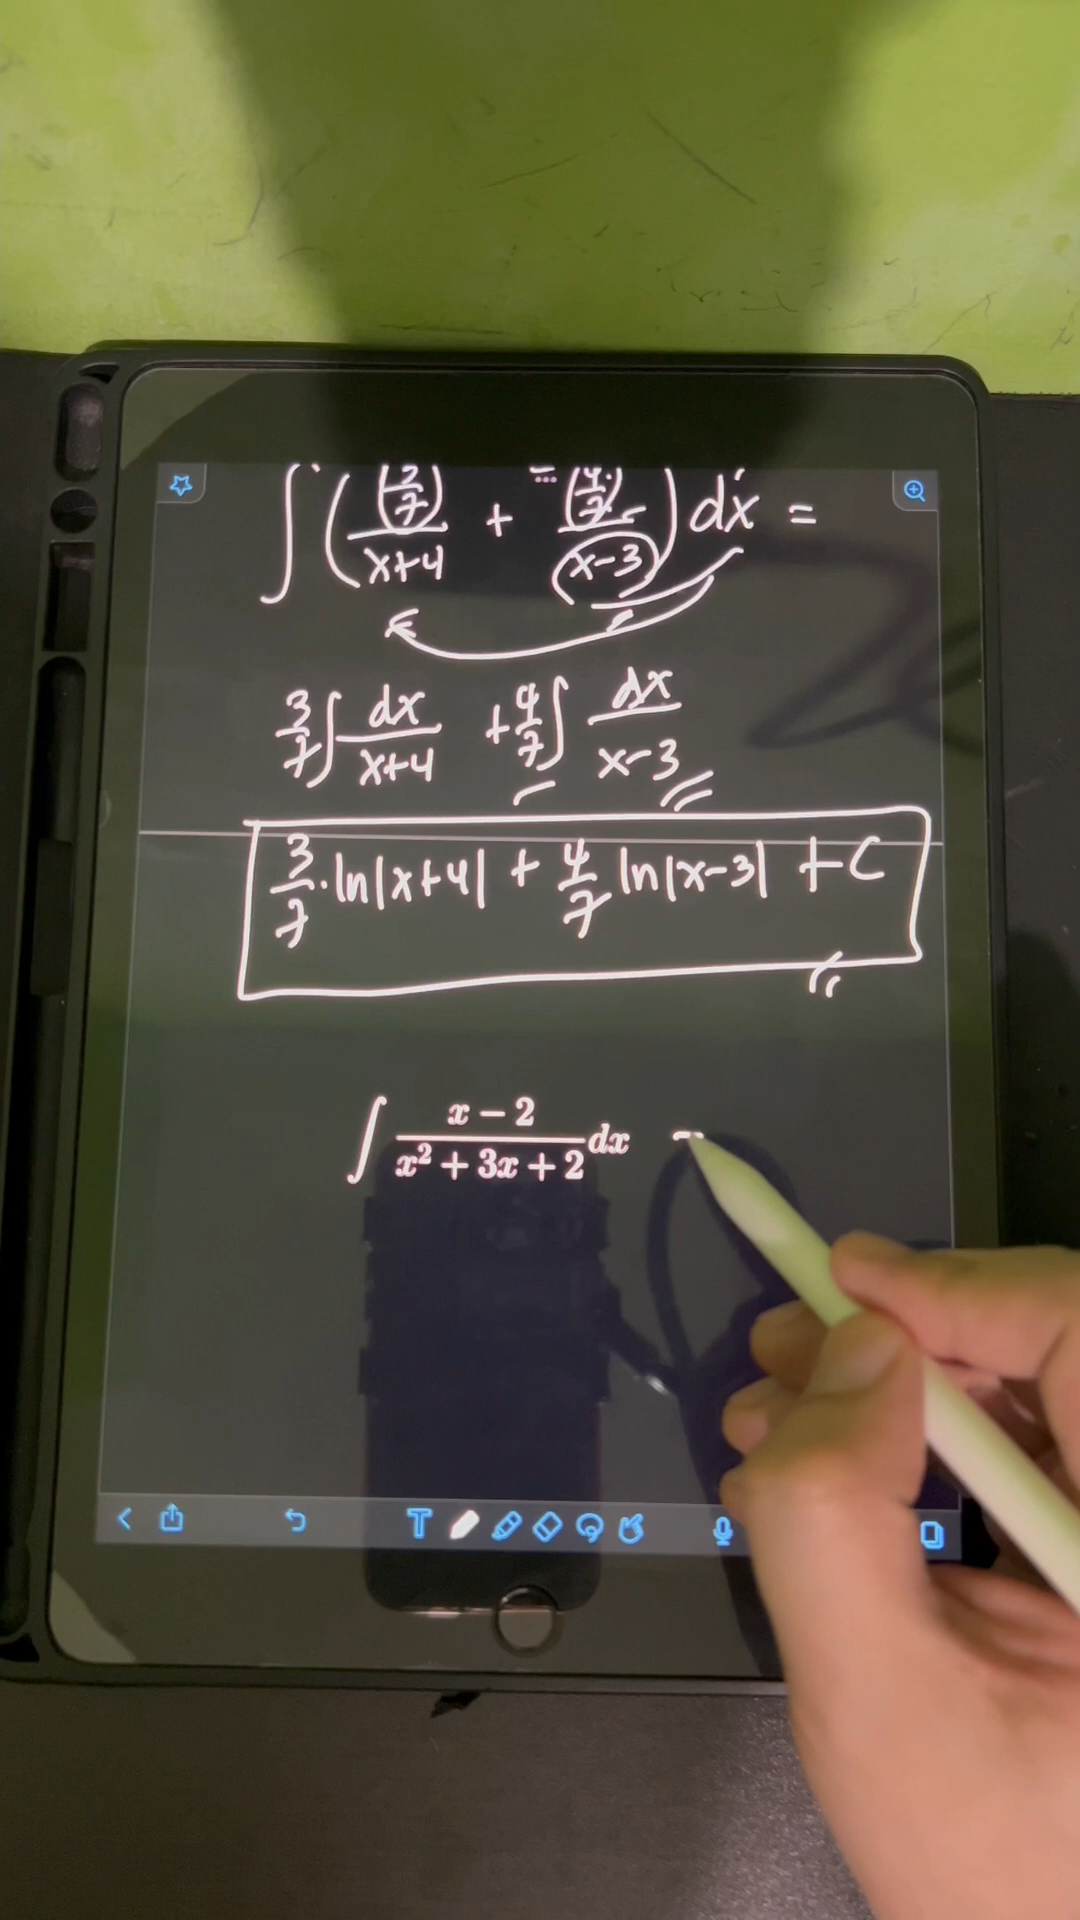 ∫ ( (3/7)/(x+4) + (4/7)/(x-3) ) dx =
3/7 ∫ dx/(x+4) + 4/7 ∫ dx/(x-3)
3/7 · ln|x+4| + 4/7 ln|x-3| + C
∫ (x - 2)/(x² + 3x + 2) dx
T